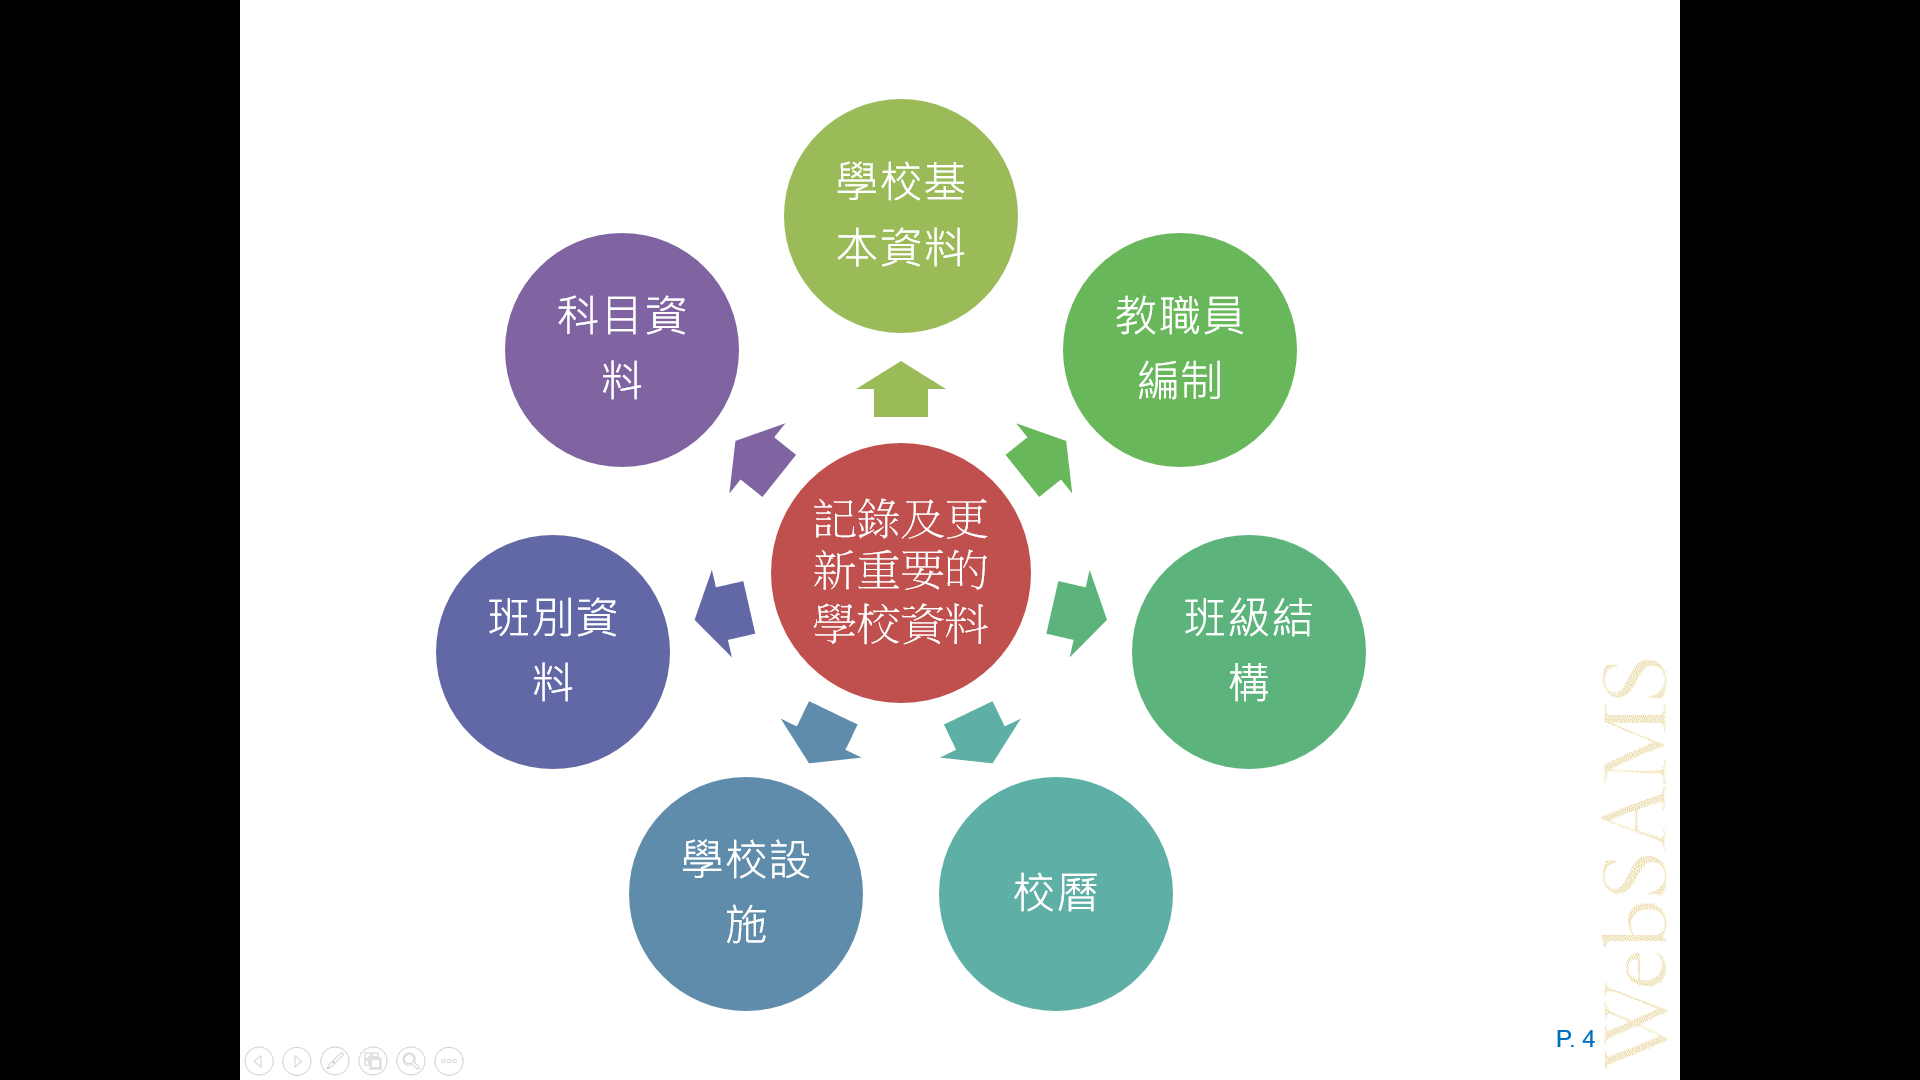 學校基
本資料
教職員
編制
班級結
構
校曆
學校設
施
班別資
料
科目資
料
記錄及更
新重要的
學校資料
WebSAMS
P. 4